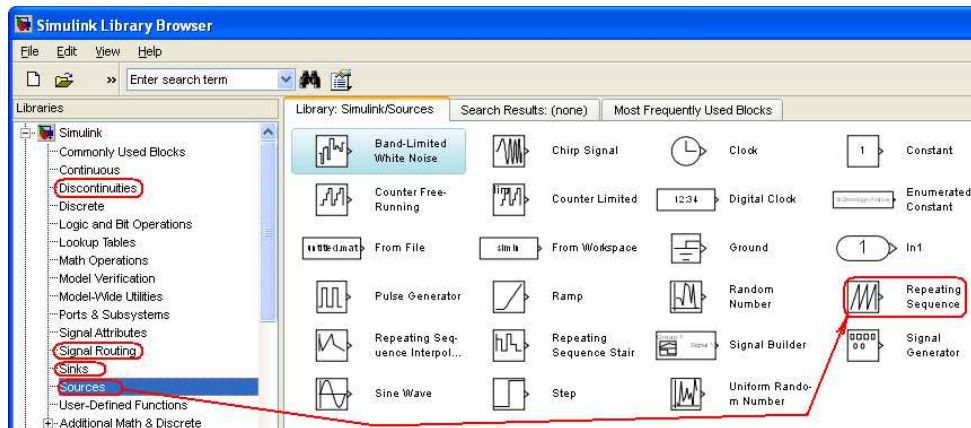 Simulink Library Browser
File Edit View Help
» Enter search term
Libraries
Library: Simulink/Sources Search Results: (none) Most Frequently Used Blocks
Simulink
Commonly Used Blocks
Continuous
Discontinuities
Discrete
Logic and Bit Operations
Lookup Tables
Math Operations
Model Verification
Model-Wide Utilities
Ports & Subsystems
Signal Attributes
Signal Routing
Sinks
Sources
User-Defined Functions
Additional Math & Discrete
Band-Limited
White Noise
Chirp Signal
Clock
1 Constant
Counter Free-
Running
lim Counter Limited
12:34 Digital Clock
Enumerated
Constant
untitled.mat From File
simin From Workspace
Ground
1 In1
Pulse Generator
Ramp
Random
Number
Repeating
Sequence
Repeating Seq-
uence Interpol...
Repeating
Sequence Stair
Signal Builder
Signal
Generator
Sine Wave
Step
Uniform Rando-
m Number